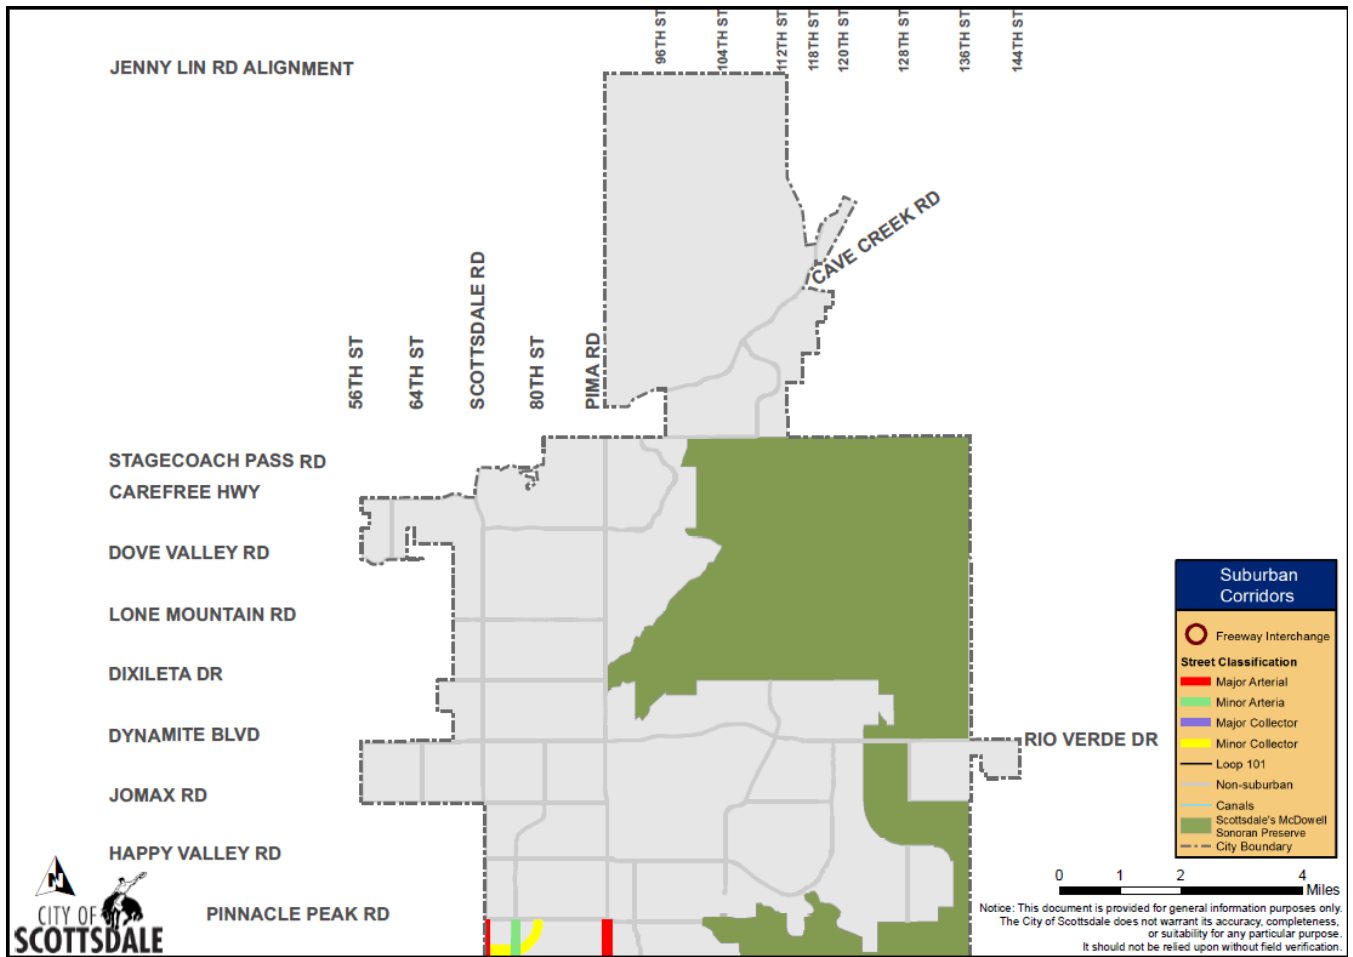 96TH ST
104TH ST
112TH ST
118TH ST
120TH ST
128TH ST
136TH ST
144TH ST
JENNY LIN RD ALIGNMENT
CAVE CREEK RD
56TH ST
64TH ST
SCOTTSDALE RD
80TH ST
PIMA RD
STAGECOACH PASS RD
CAREFREE HWY
DOVE VALLEY RD
LONE MOUNTAIN RD
DIXILETA DR
DYNAMITE BLVD
RIO VERDE DR
JOMAX RD
HAPPY VALLEY RD
PINNACLE PEAK RD
Suburban
Corridors
Freeway Interchange
Street Classification
Major Arterial
Minor Arteria
Major Collector
Minor Collector
Loop 101
Non-suburban
Canals
Scottsdale's McDowell
Sonoran Preserve
City Boundary
0 1 2 4
Miles
N
CITY OF
SCOTTSDALE
Notice: This document is provided for general information purposes only.
The City of Scottsdale does not warrant its accuracy, completeness,
or suitability for any particular purpose.
It should not be relied upon without field verification.